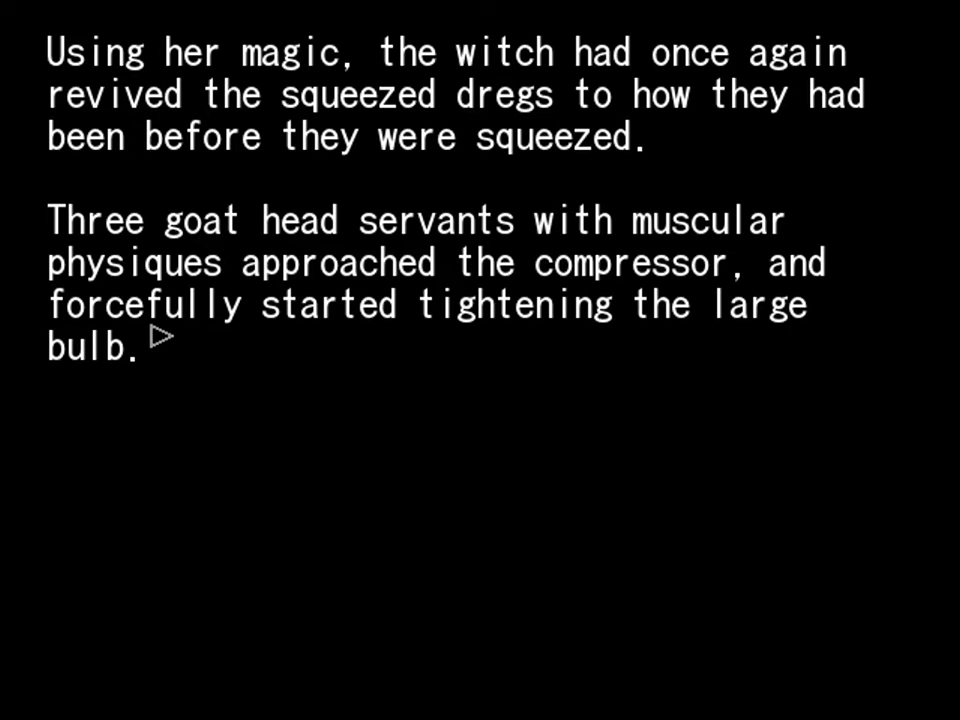 Using her magic, the witch had once again
revived the squeezed dregs to how they had
been before they were squeezed.
Three goat head servants with muscular
physiques approached the compressor, and
forcefully started tightening the large
bulb.